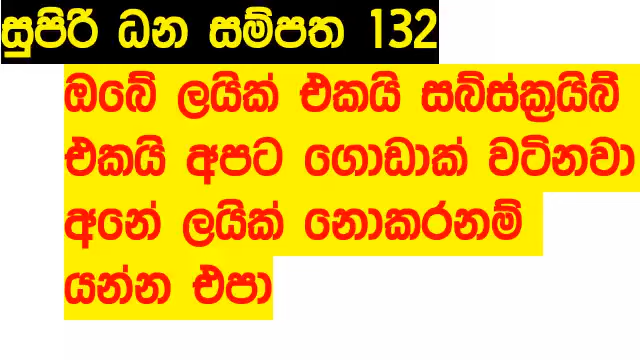 සුපිරි ධන සම්පත 132
ඔබේ ලයික් එකයි සබ්ස්ක්‍රයිබ්
එකයි අපට ගොඩාක් වටිනවා
අනේ ලයික් නොකරනම්
යන්න එපා